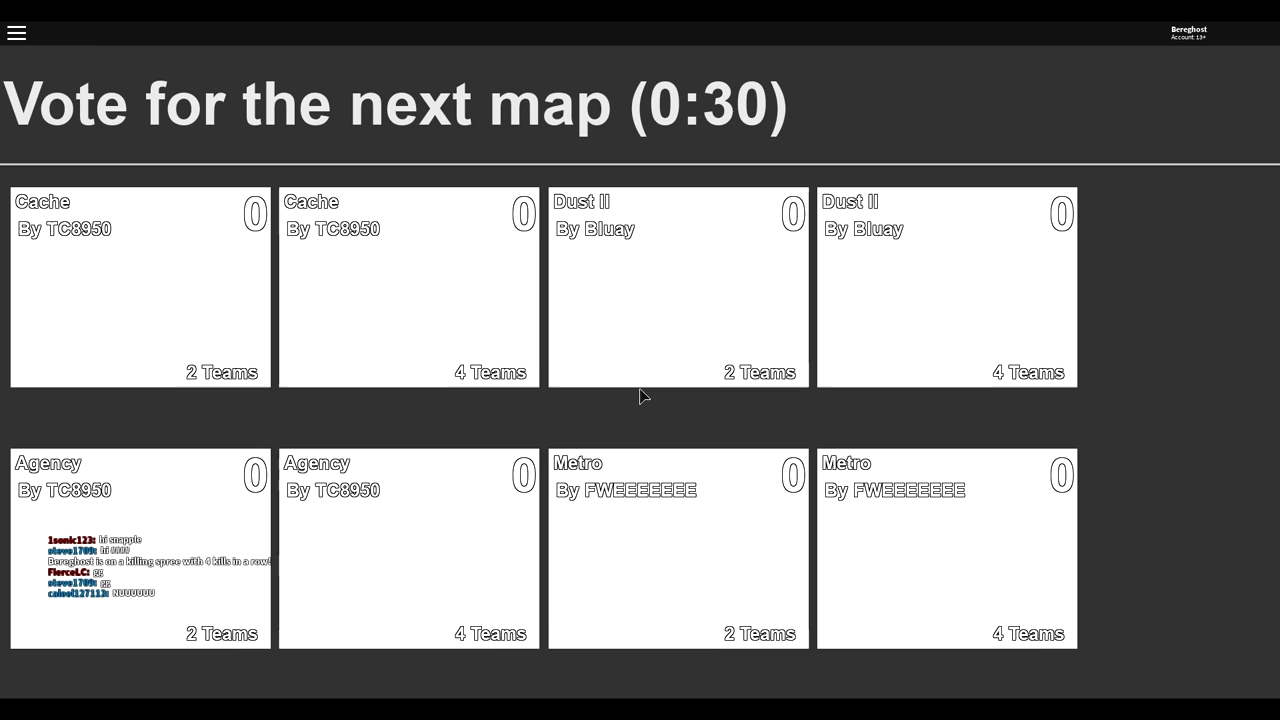 Bereghost
Account: 13+
Vote for the next map (0:30)
Cache
0
By TC8950
2 Teams
Cache
0
By TC8950
4 Teams
Dust II
0
By Bluay
2 Teams
Dust II
0
By Bluay
4 Teams
Agency
0
By TC8950
1sonic123: hi snapple
steve1709: hi ####
Bereghost is on a killing spree with 4 kills in a row!
FierceLC: gg
steve1709: gg
caleel127113: NUUUUUU
2 Teams
Agency
0
By TC8950
4 Teams
Metro
0
By FWEEEEEEE
2 Teams
Metro
0
By FWEEEEEEE
4 Teams